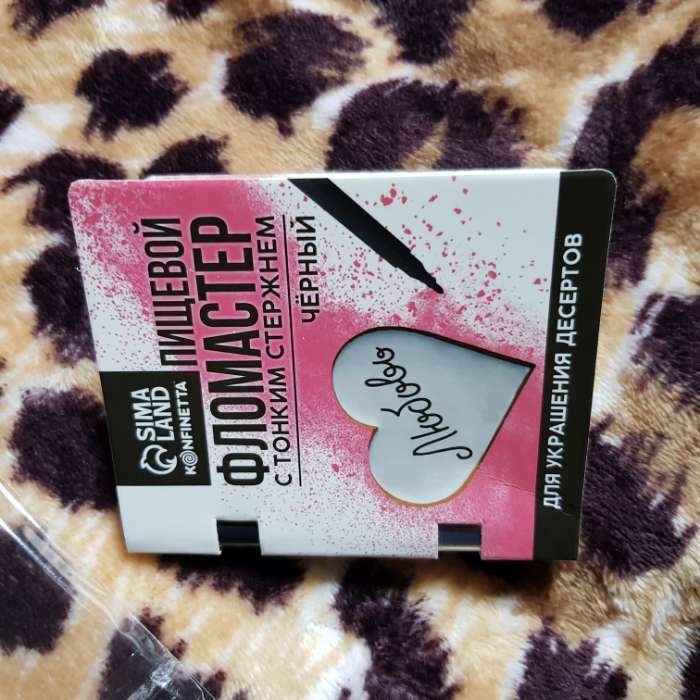 SIMA
LAND
KONFINETTA
ПИЩЕВОЙ
ФЛОМАСТЕР
С ТОНКИМ СТЕРЖНЕМ
ЧЁРНЫЙ
Любовь
ДЛЯ УКРАШЕНИЯ ДЕСЕРТОВ